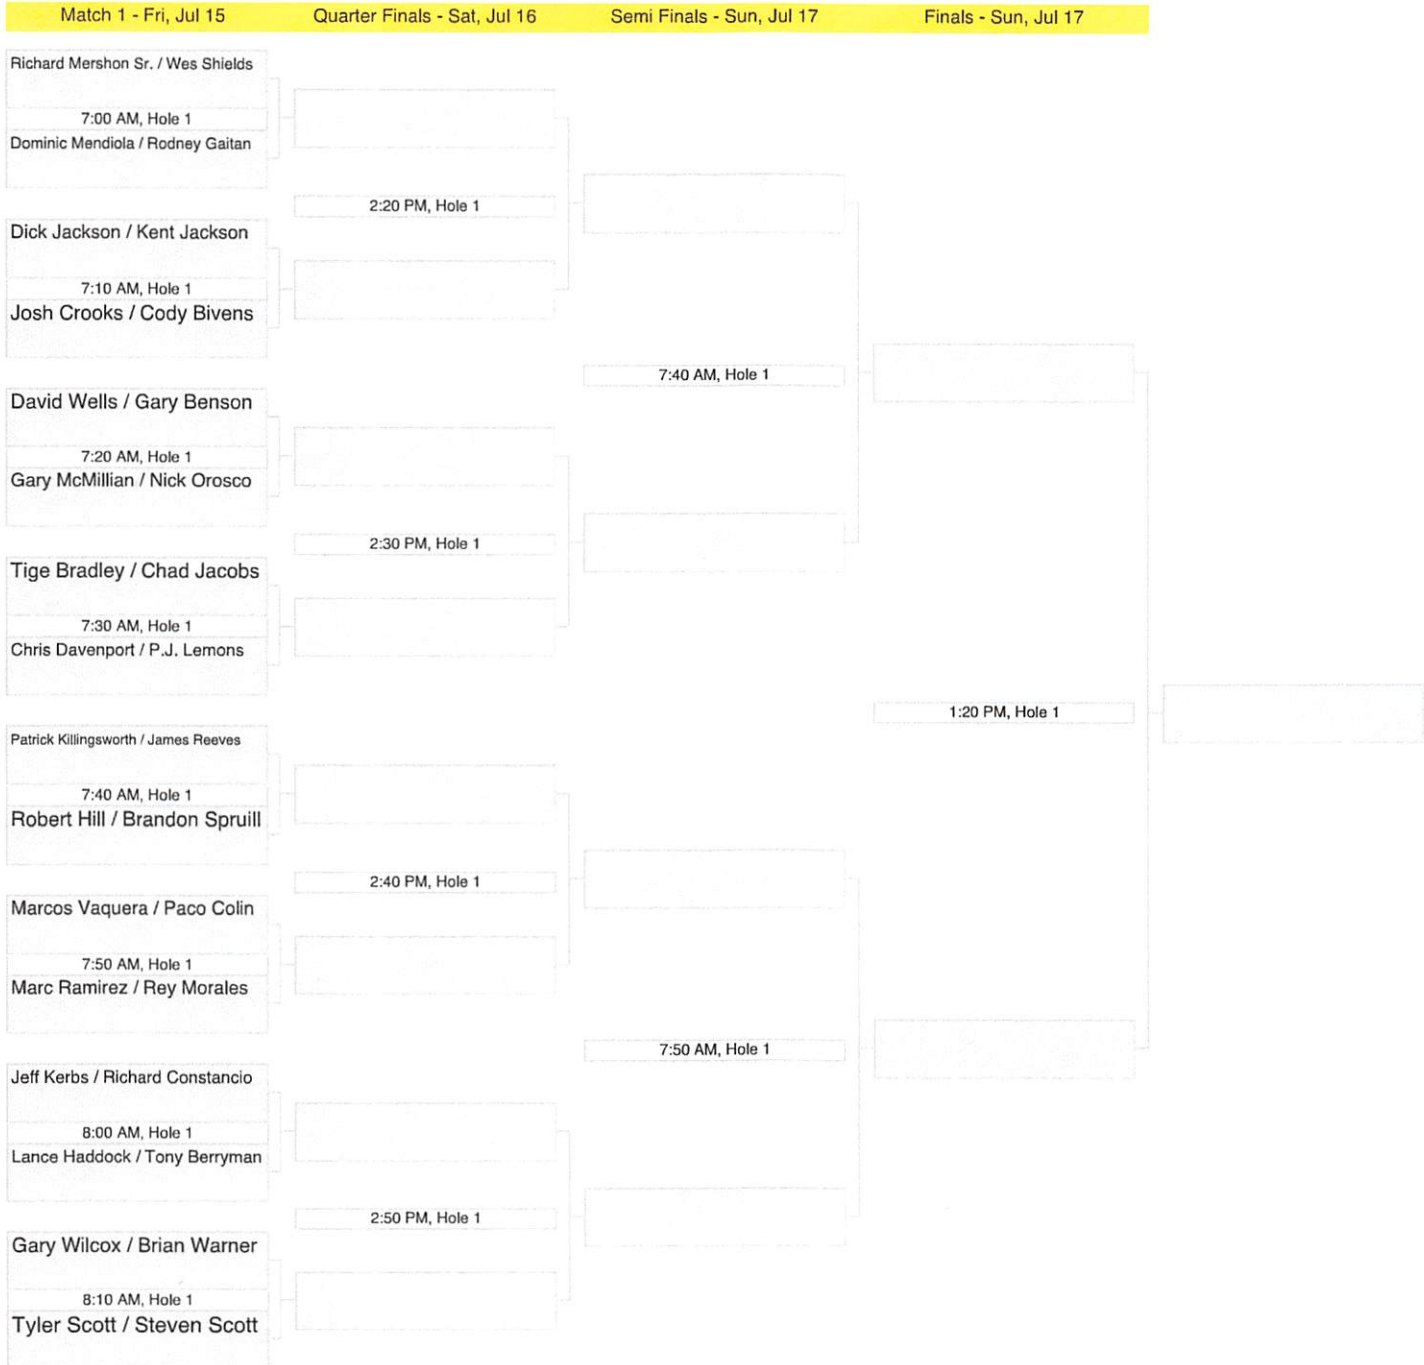 Match 1 - Fri, Jul 15
Quarter Finals - Sat, Jul 16
Semi Finals - Sun, Jul 17
Finals - Sun, Jul 17
Richard Mershon Sr. / Wes Shields
7:00 AM, Hole 1
Dominic Mendiola / Rodney Gaitan
2:20 PM, Hole 1
Dick Jackson / Kent Jackson
7:10 AM, Hole 1
Josh Crooks / Cody Bivens
7:40 AM, Hole 1
David Wells / Gary Benson
7:20 AM, Hole 1
Gary McMillian / Nick Orosco
2:30 PM, Hole 1
Tige Bradley / Chad Jacobs
7:30 AM, Hole 1
Chris Davenport / P.J. Lemons
1:20 PM, Hole 1
Patrick Killingsworth / James Reeves
7:40 AM, Hole 1
Robert Hill / Brandon Spruill
2:40 PM, Hole 1
Marcos Vaquera / Paco Colin
7:50 AM, Hole 1
Marc Ramirez / Rey Morales
7:50 AM, Hole 1
Jeff Kerbs / Richard Constancio
8:00 AM, Hole 1
Lance Haddock / Tony Berryman
2:50 PM, Hole 1
Gary Wilcox / Brian Warner
8:10 AM, Hole 1
Tyler Scott / Steven Scott